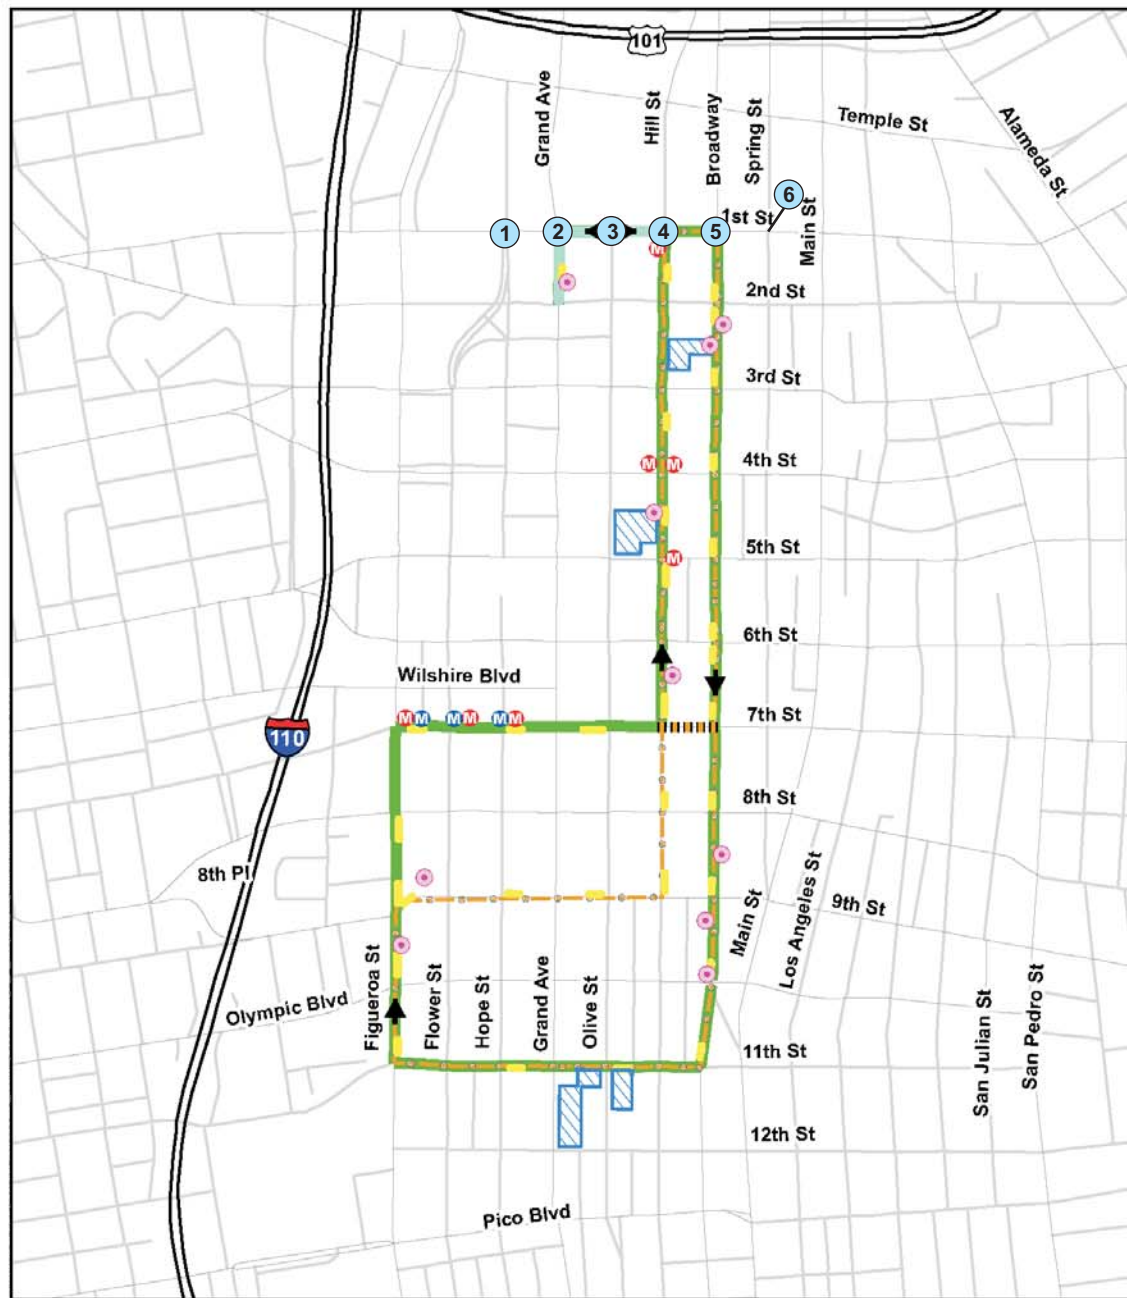 101
Grand Ave
Hill St
Broadway
Spring St
Temple St
Alameda St
1
2
3
4
5
6
1st St
Main St
M
2nd St
3rd St
M M
4th St
M
5th St
6th St
Wilshire Blvd
M M M M M M
7th St
110
8th St
8th Pl
Main St
Los Angeles St
9th St
Olympic Blvd
Figueroa St
Flower St
Hope St
Grand Ave
Olive St
11th St
San Julian St
San Pedro St
12th St
Pico Blvd